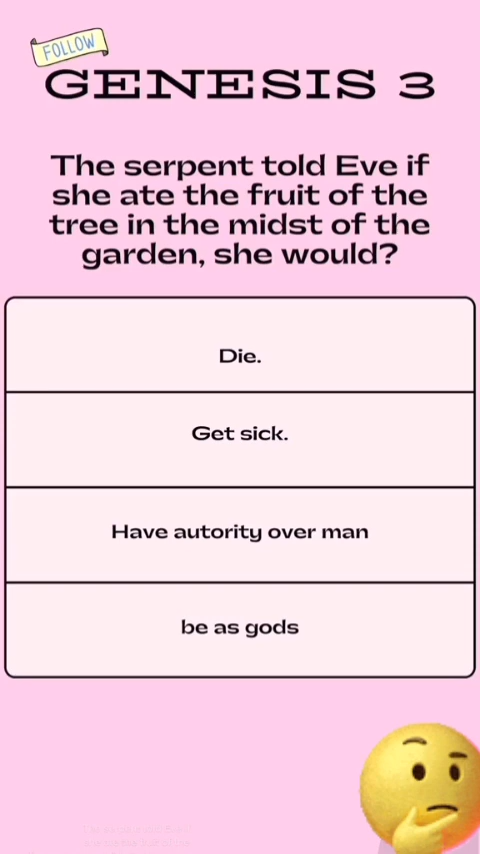 FOLLOW
GENESIS 3
The serpent told Eve if
she ate the fruit of the
tree in the midst of the
garden, she would?
Die.
Get sick.
Have autority over man
be as gods